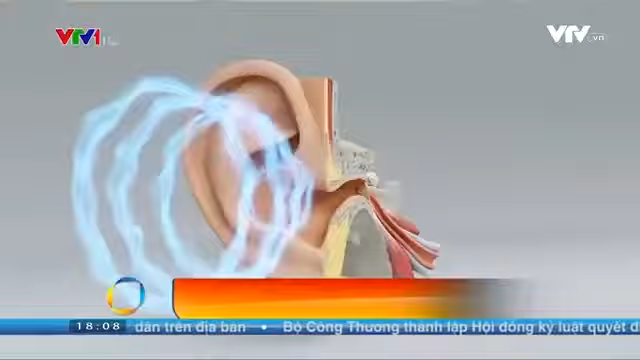 VTV1
VTV.vn
18:08 dân trên địa bàn • Bộ Công Thương thành lập Hội đồng kỷ luật quyết đ